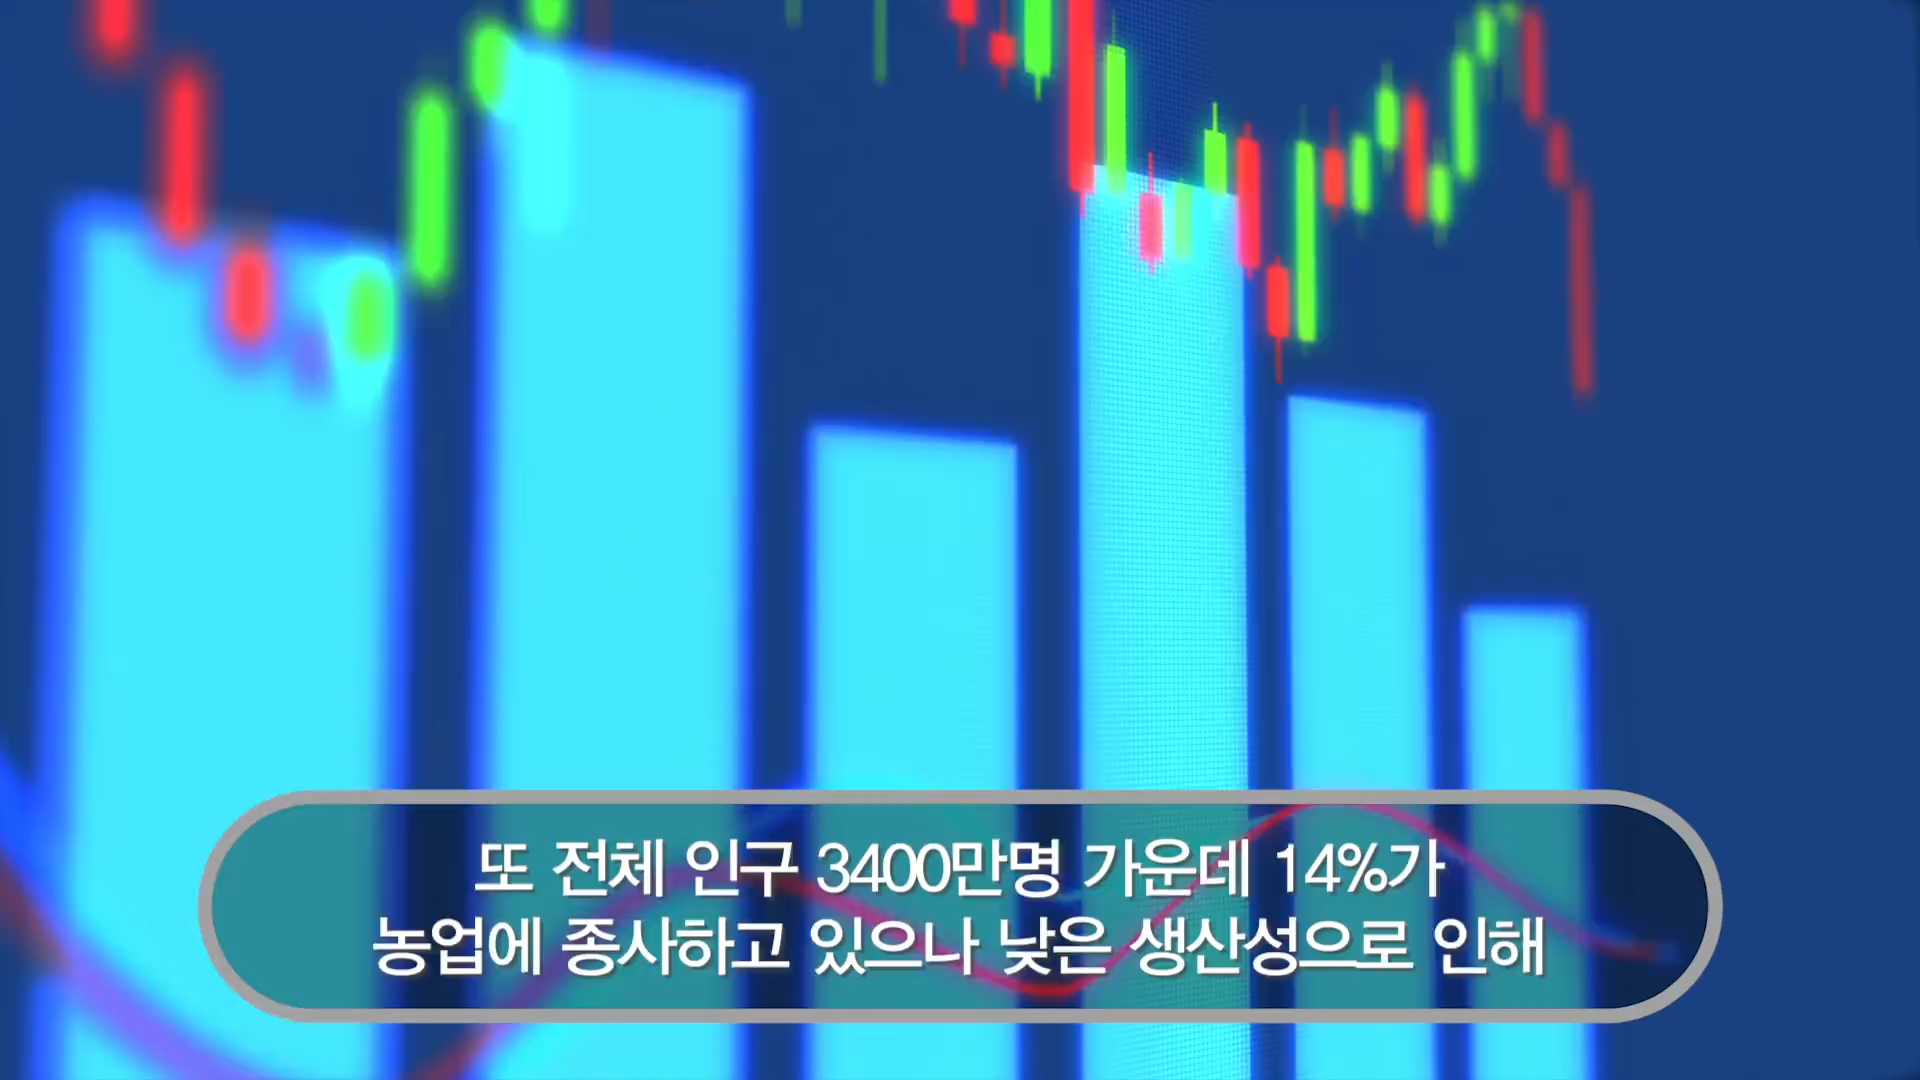 또 전체 인구 3400만명 가운데 14%가
농업에 종사하고 있으나 낮은 생산성으로 인해